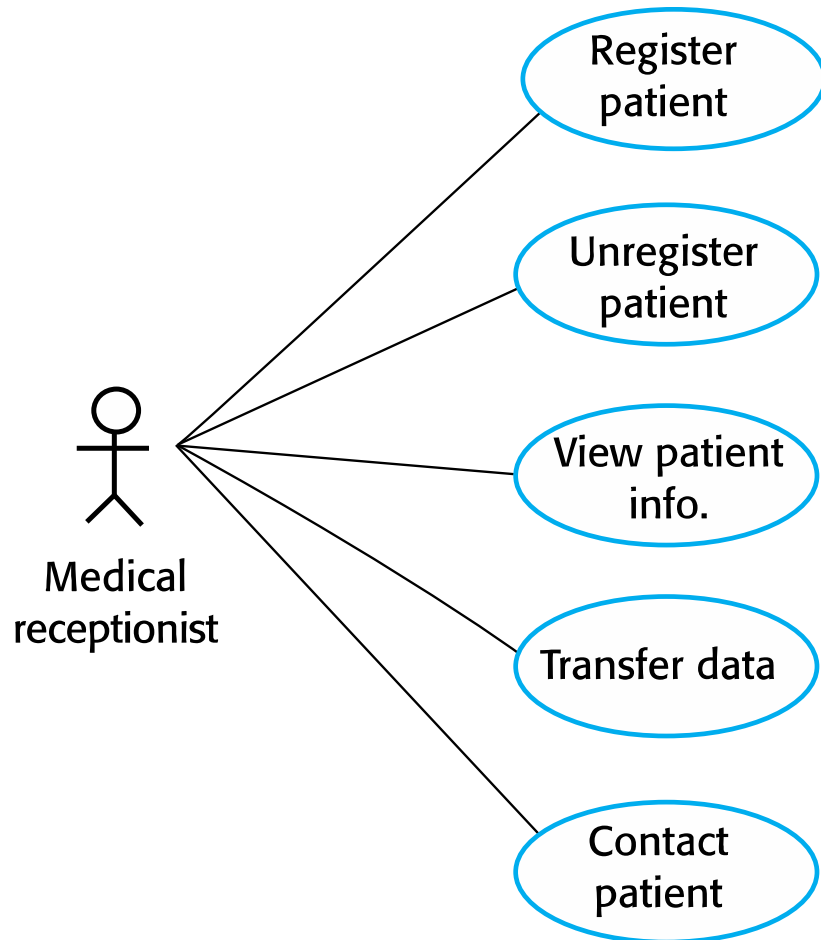 Register
patient
Unregister
patient
View patient
info.
Medical
receptionist
Transfer data
Contact
patient